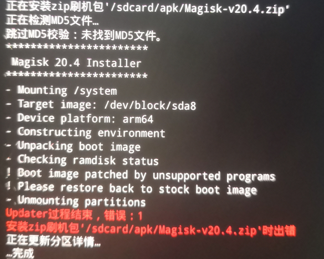 正在安装zip刷机包'/sdcard/apk/Magisk-v20.4.zip'
正在检测MD5文件...
跳过MD5校验：未找到MD5文件。
**********************
Magisk 20.4 Installer
**********************
- Mounting /system
- Target image: /dev/block/sda8
- Device platform: arm64
- Constructing environment
- Unpacking boot image
- Checking ramdisk status
! Boot image patched by unsupported programs
! Please restore back to stock boot image
- Unmounting partitions
Updater过程结束，错误：1
安装zip刷机包'/sdcard/apk/Magisk-v20.4.zip'时出错
正在更新分区详情...
...完成